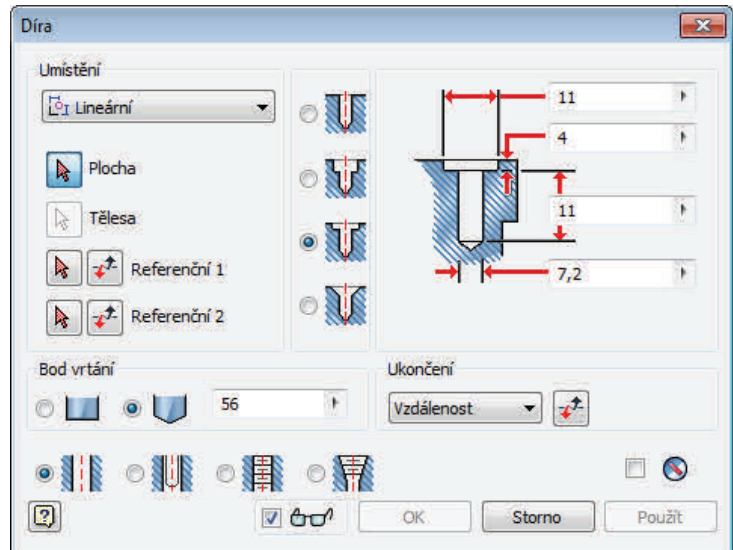 Díra
Umístění
Lineární
Plocha
Tělesa
Referenční 1
Referenční 2
11
4
11
7,2
Bod vrtání
56
Ukončení
Vzdálenost
OK
Storno
Použít